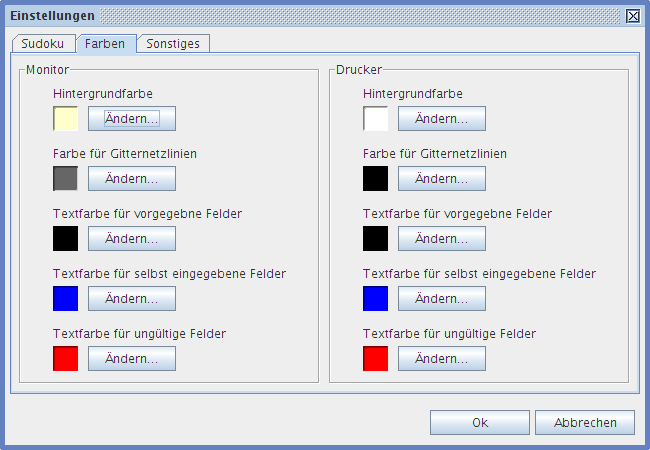 Einstellungen
Sudoku Farben Sonstiges
Monitor
Hintergrundfarbe
Ändern...
Farbe für Gitternetzlinien
Ändern...
Textfarbe für vorgegebne Felder
Ändern...
Textfarbe für selbst eingegebene Felder
Ändern...
Textfarbe für ungültige Felder
Ändern...
Drucker
Hintergrundfarbe
Ändern...
Farbe für Gitternetzlinien
Ändern...
Textfarbe für vorgegebne Felder
Ändern...
Textfarbe für selbst eingegebene Felder
Ändern...
Textfarbe für ungültige Felder
Ändern...
Ok Abbrechen